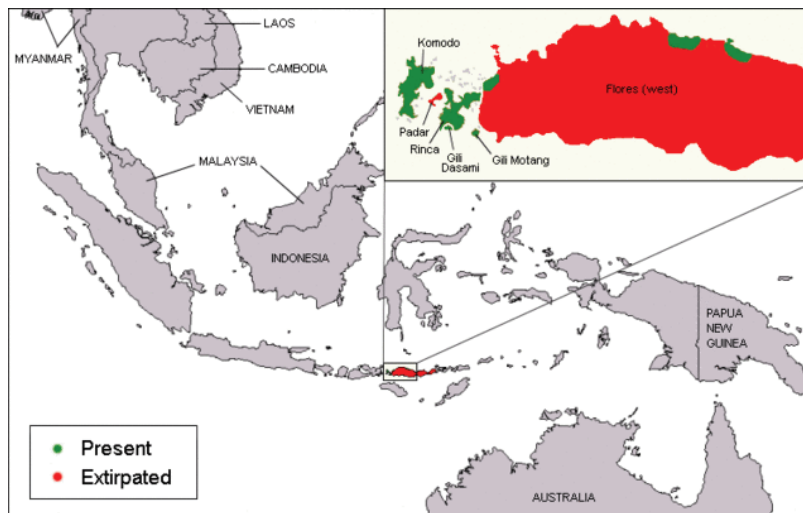 LAOS
MYANMAR
CAMBODIA
VIETNAM
MALAYSIA
INDONESIA
Komodo
Flores (west)
Padar
Rinca
Gili
Dasami
Gili Motang
PAPUA
NEW
GUINEA
AUSTRALIA
Present
Extirpated